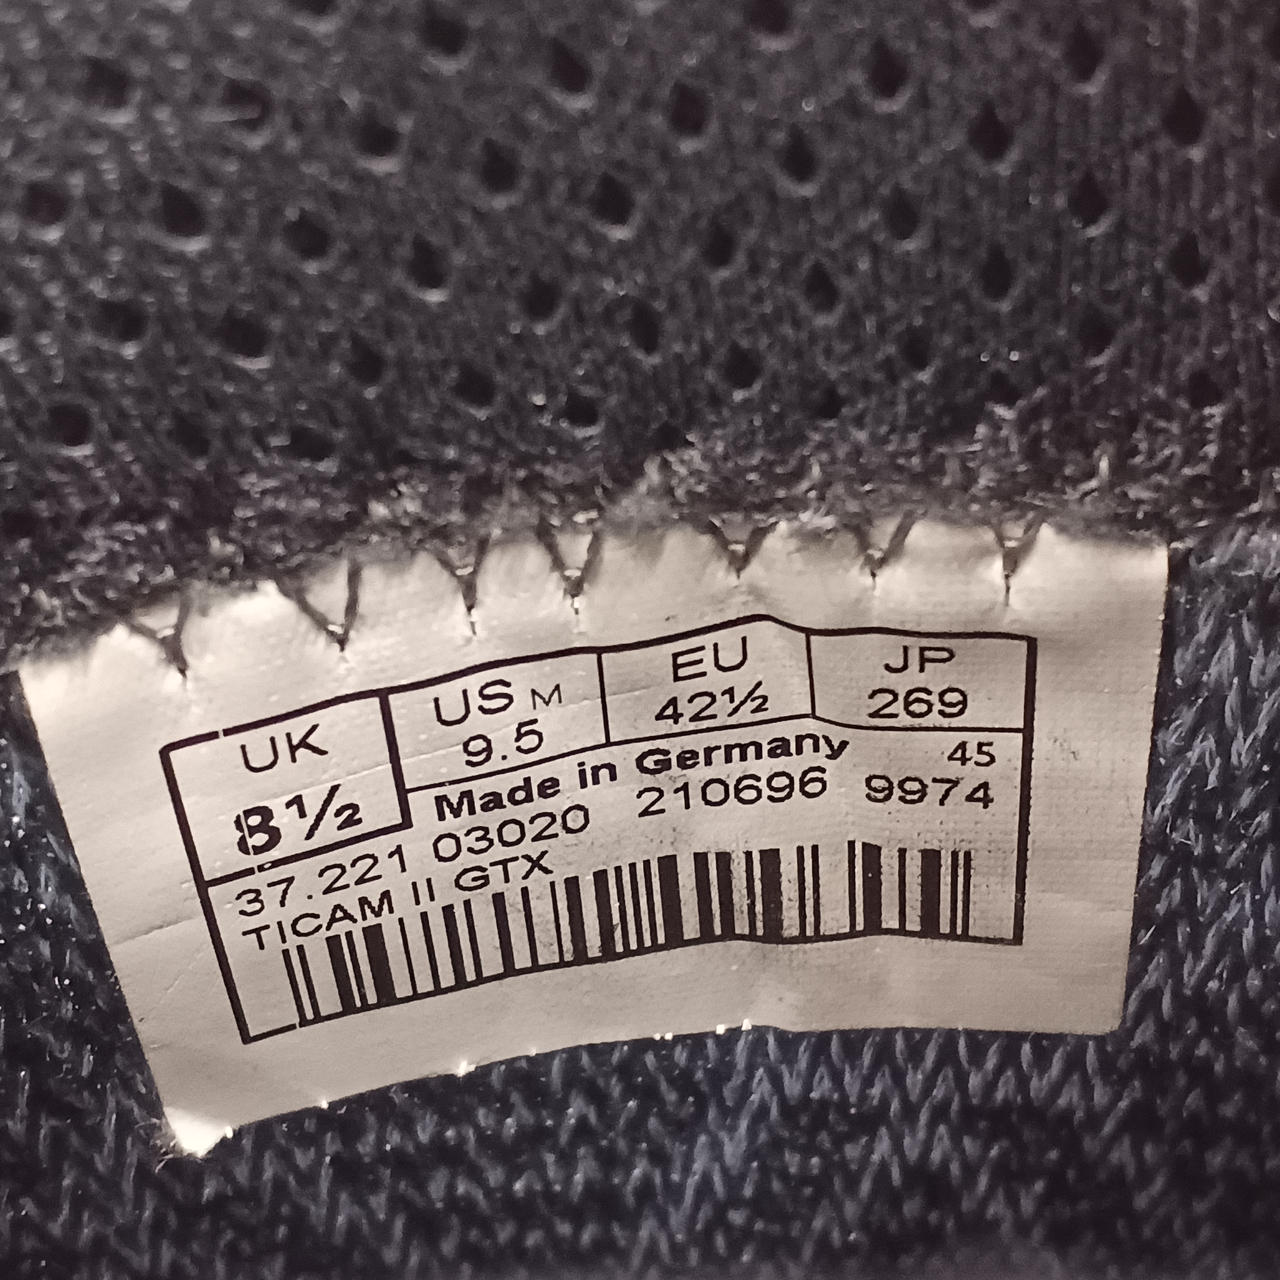 UK
8½
US M
9.5
EU
42½
JP
269
Made in Germany 45
37.221 03020 210696 9974
TICAM II GTX